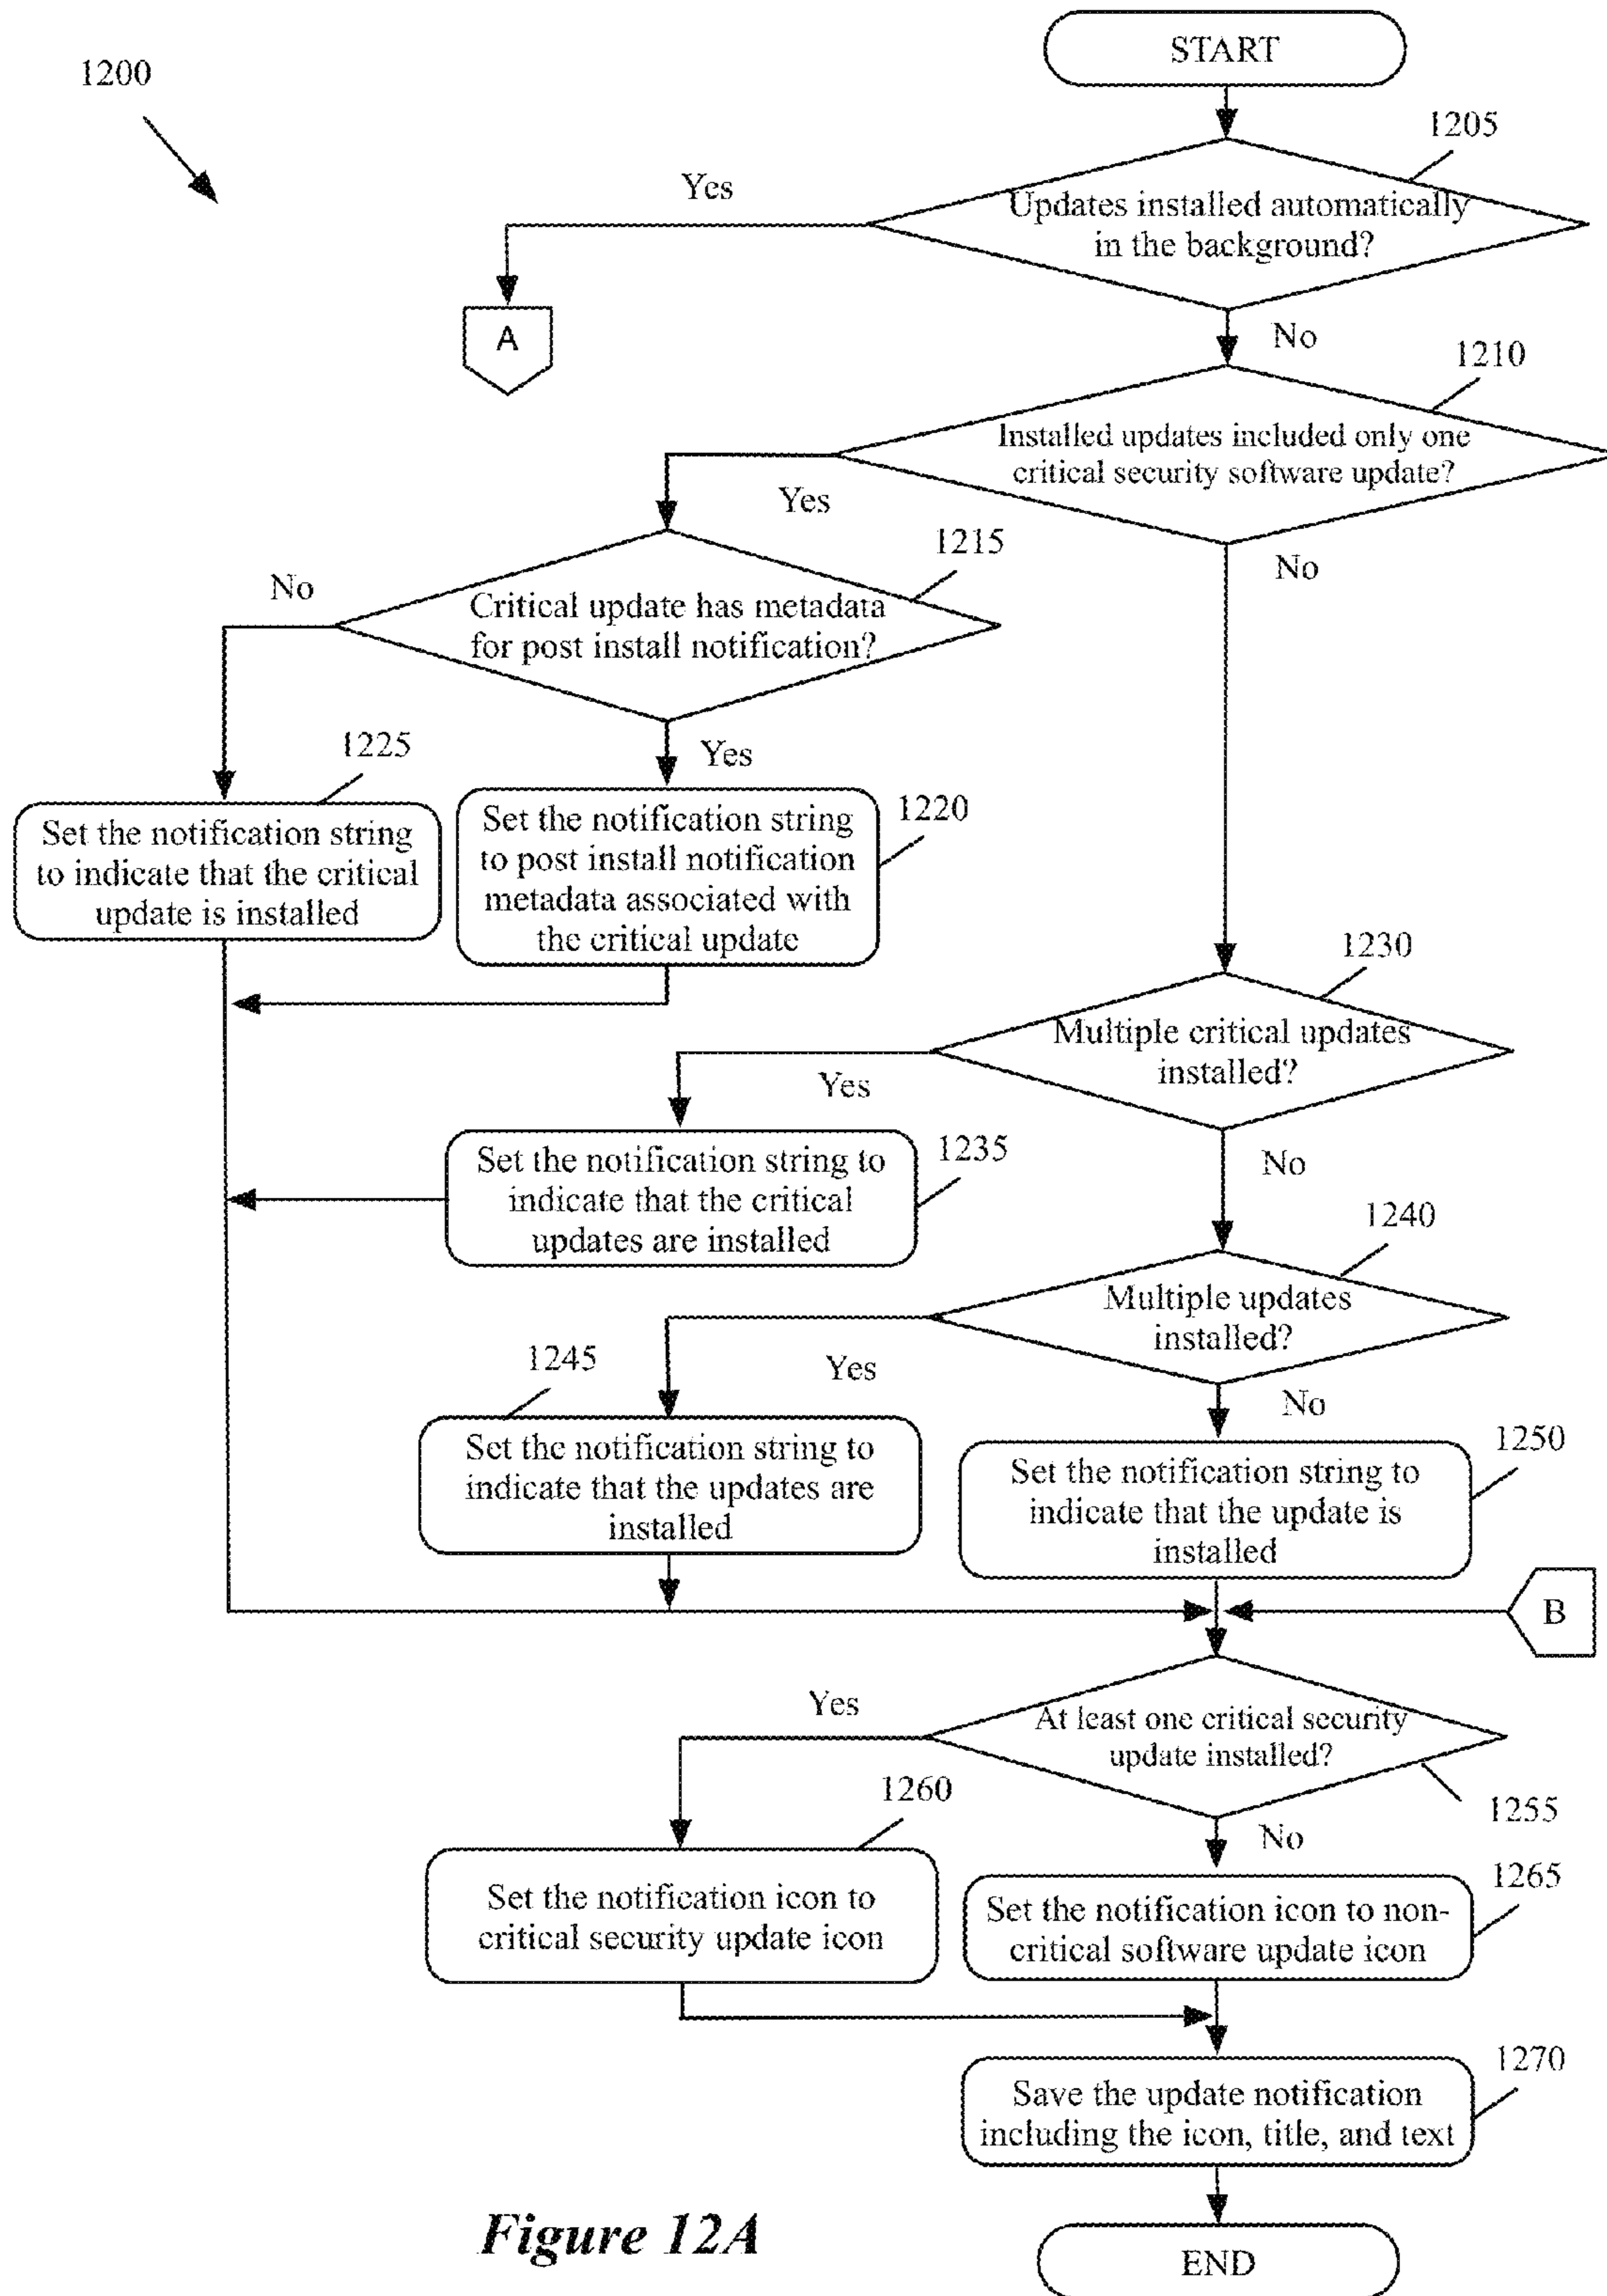 START
1200
1205
Yes
Updates installed automatically
in the background?
A
No
1210
Installed updates included only one
critical security software update?
Yes
1215
No
No
Critical update has metadata
for post install notification?
1225
Yes
1220
Set the notification string
to indicate that the critical
update is installed
Set the notification string
to post install notification
metadata associated with
the critical update
1230
Multiple critical updates
installed?
Yes
1235
No
Set the notification string to
indicate that the critical
updates are installed
1240
Multiple updates
installed?
1245
Yes
No
Set the notification string to
indicate that the updates are
installed
1250
Set the notification string to
indicate that the update is
installed
B
Yes
At least one critical security
update installed?
1260
1255
No
Set the notification icon to
critical security update icon
1265
Set the notification icon to non-
critical software update icon
1270
Save the update notification
including the icon, title, and text
Figure 12A
END